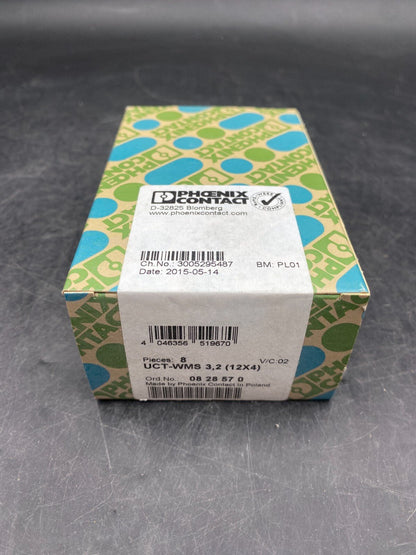 PHOENIX
CONTACT
D-32825 Blomberg
www.phoenixcontact.com
Ch.No.: 3005295487 BM: PL01
Date: 2015-05-14
4 046356 519670
Pieces: 8 V/C:02
UCT-WMS 3,2 (12X4)
Ord.No.: 08 28 57 0
Made by Phoenix Contact in Poland